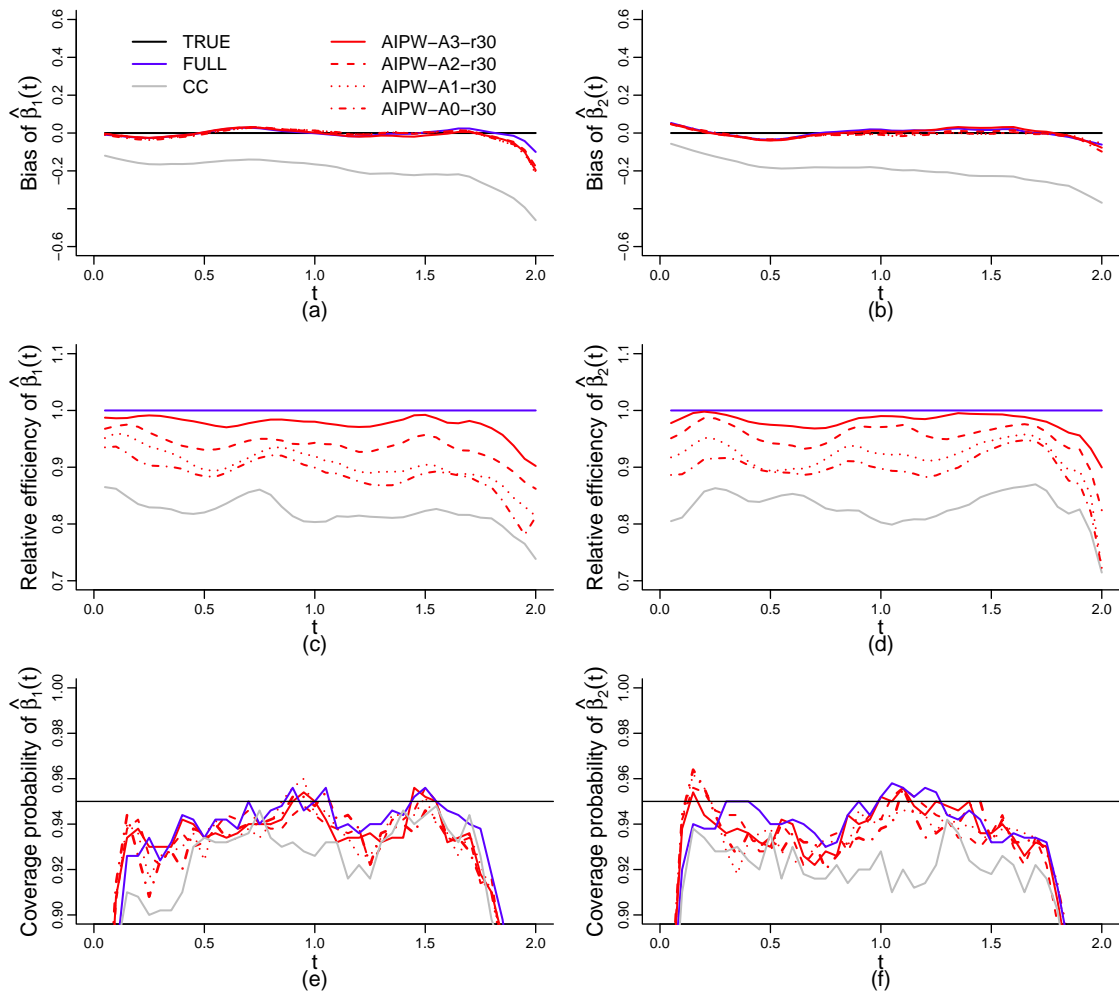 Bias of β̂₁(t)
−0.6 −0.2 0.0 0.2 0.4 0.6
TRUE
FULL
CC
AIPW−A3−r30
AIPW−A2−r30
AIPW−A1−r30
AIPW−A0−r30
0.0 0.5 1.0 1.5 2.0
t
(a)
Bias of β̂₂(t)
−0.6 −0.2 0.0 0.2 0.4 0.6
0.0 0.5 1.0 1.5 2.0
t
(b)
Relative efficiency of β̂₁(t)
0.7 0.8 0.9 1.0 1.1
0.0 0.5 1.0 1.5 2.0
t
(c)
Relative efficiency of β̂₂(t)
0.7 0.8 0.9 1.0 1.1
0.0 0.5 1.0 1.5 2.0
t
(d)
Coverage probability of β̂₁(t)
0.90 0.92 0.94 0.96 0.98 1.00
0.0 0.5 1.0 1.5 2.0
t
(e)
Coverage probability of β̂₂(t)
0.90 0.92 0.94 0.96 0.98 1.00
0.0 0.5 1.0 1.5 2.0
t
(f)